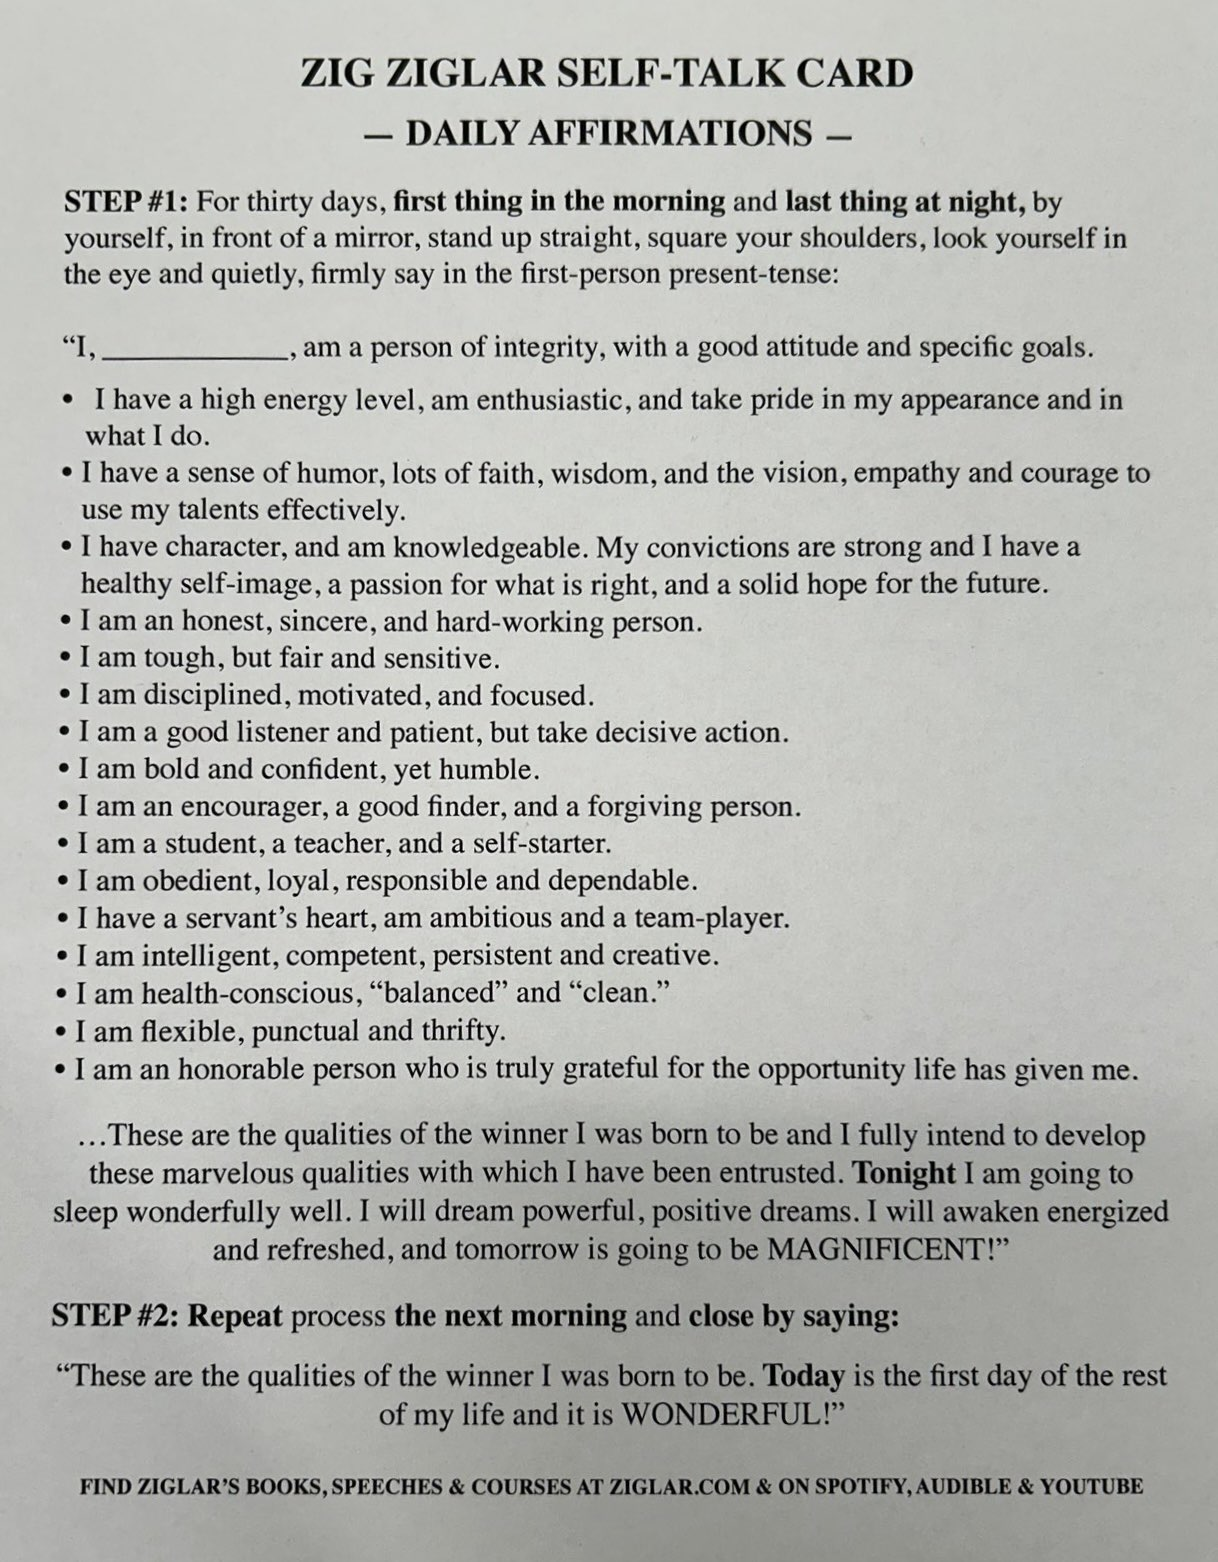 ZIG ZIGLAR SELF-TALK CARD
— DAILY AFFIRMATIONS —
STEP #1: For thirty days, first thing in the morning and last thing at night, by
yourself, in front of a mirror, stand up straight, square your shoulders, look yourself in
the eye and quietly, firmly say in the first-person present-tense:
“I, ____________, am a person of integrity, with a good attitude and specific goals.
• I have a high energy level, am enthusiastic, and take pride in my appearance and in
what I do.
• I have a sense of humor, lots of faith, wisdom, and the vision, empathy and courage to
use my talents effectively.
• I have character, and am knowledgeable. My convictions are strong and I have a
healthy self-image, a passion for what is right, and a solid hope for the future.
• I am an honest, sincere, and hard-working person.
• I am tough, but fair and sensitive.
• I am disciplined, motivated, and focused.
• I am a good listener and patient, but take decisive action.
• I am bold and confident, yet humble.
• I am an encourager, a good finder, and a forgiving person.
• I am a student, a teacher, and a self-starter.
• I am obedient, loyal, responsible and dependable.
• I have a servant’s heart, am ambitious and a team-player.
• I am intelligent, competent, persistent and creative.
• I am health-conscious, “balanced” and “clean.”
• I am flexible, punctual and thrifty.
• I am an honorable person who is truly grateful for the opportunity life has given me.
…These are the qualities of the winner I was born to be and I fully intend to develop
these marvelous qualities with which I have been entrusted. Tonight I am going to
sleep wonderfully well. I will dream powerful, positive dreams. I will awaken energized
and refreshed, and tomorrow is going to be MAGNIFICENT!”
STEP #2: Repeat process the next morning and close by saying:
“These are the qualities of the winner I was born to be. Today is the first day of the rest
of my life and it is WONDERFUL!”
FIND ZIGLAR’S BOOKS, SPEECHES & COURSES AT ZIGLAR.COM & ON SPOTIFY, AUDIBLE & YOUTUBE